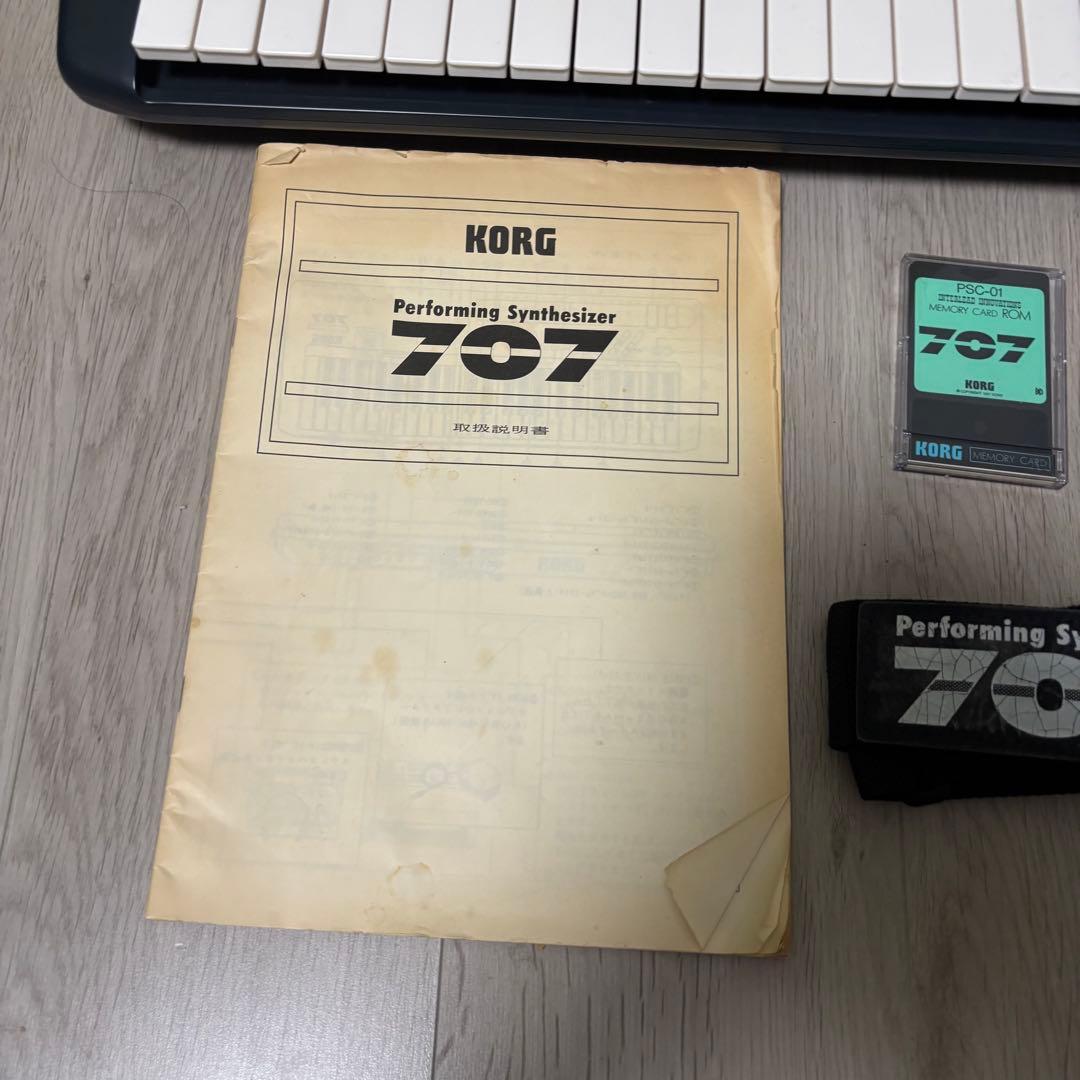 KORG
Performing Synthesizer
707
取扱説明書
PSC-01
INTERLEAD INNOVATIONS
MEMORY CARD ROM
707
KORG
KORG MEMORY CARD
Performing Sy
70